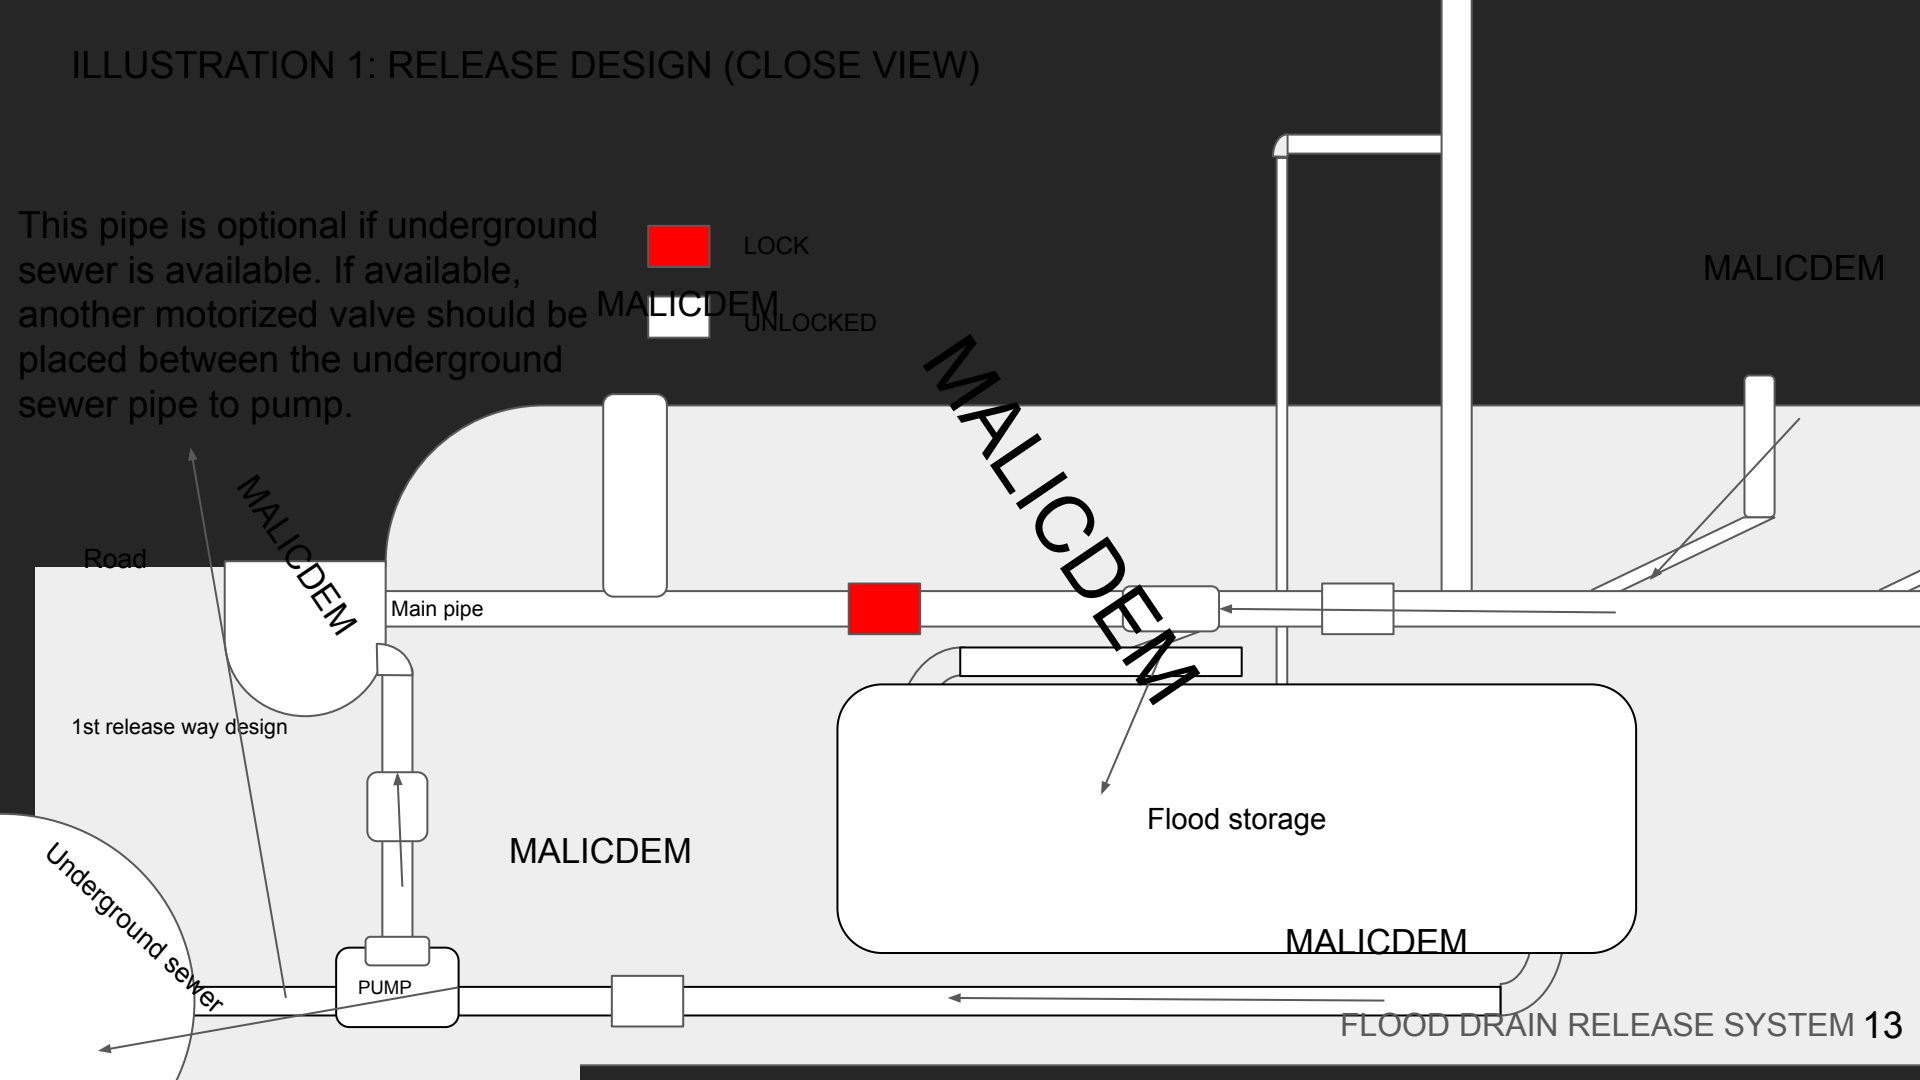 ILLUSTRATION 1: RELEASE DESIGN (CLOSE VIEW)
This pipe is optional if underground
sewer is available. If available,
another motorized valve should be
placed between the underground
sewer pipe to pump.
LOCK
MALICDEM
UNLOCKED
MALICDEM
MALICDEM
MALICDEM
Road
Main pipe
1st release way design
Flood storage
MALICDEM
Underground sewer
MALICDEM
PUMP
FLOOD DRAIN RELEASE SYSTEM 13